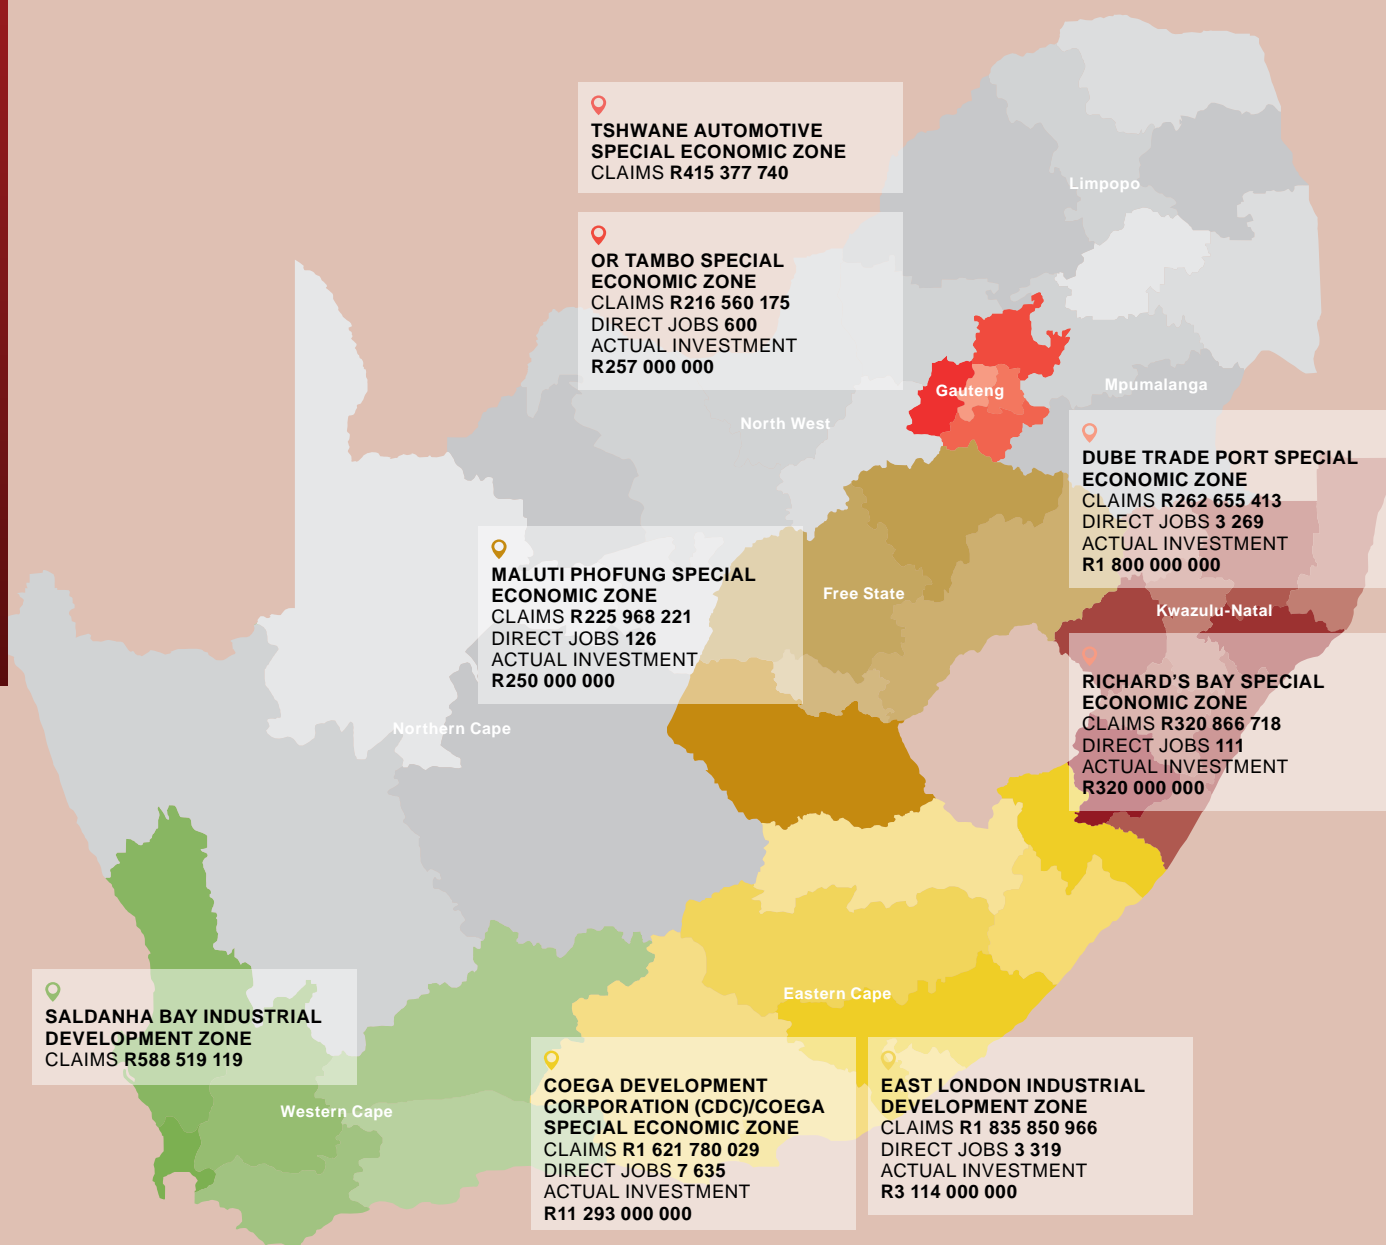 TSHWANE AUTOMOTIVE
SPECIAL ECONOMIC ZONE
CLAIMS R415 377 740
Limpopo
OR TAMBO SPECIAL
ECONOMIC ZONE
CLAIMS R216 560 175
DIRECT JOBS 600
ACTUAL INVESTMENT
R257 000 000
Gauteng
Mpumalanga
North West
DUBE TRADE PORT SPECIAL
ECONOMIC ZONE
CLAIMS R262 655 413
DIRECT JOBS 3 269
ACTUAL INVESTMENT
R1 800 000 000
MALUTI PHOFUNG SPECIAL
ECONOMIC ZONE
CLAIMS R225 968 221
DIRECT JOBS 126
ACTUAL INVESTMENT
R250 000 000
Free State
Kwazulu-Natal
RICHARD’S BAY SPECIAL
ECONOMIC ZONE
CLAIMS R320 866 718
DIRECT JOBS 111
ACTUAL INVESTMENT
R320 000 000
Northern Cape
Eastern Cape
SALDANHA BAY INDUSTRIAL
DEVELOPMENT ZONE
CLAIMS R588 519 119
Western Cape
COEGA DEVELOPMENT
CORPORATION (CDC)/COEGA
SPECIAL ECONOMIC ZONE
CLAIMS R1 621 780 029
DIRECT JOBS 7 635
ACTUAL INVESTMENT
R11 293 000 000
EAST LONDON INDUSTRIAL
DEVELOPMENT ZONE
CLAIMS R1 835 850 966
DIRECT JOBS 3 319
ACTUAL INVESTMENT
R3 114 000 000